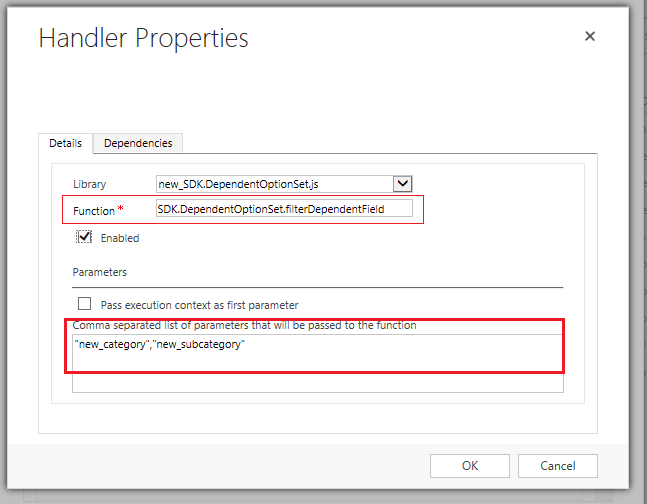 Handler Properties
Details
Dependencies
Library
new_SDK.DependentOptionSet.js
Function *
SDK.DependentOptionSet.filterDependentField
Enabled
Parameters
Pass execution context as first parameter
Comma separated list of parameters that will be passed to the function
"new_category","new_subcategory"
OK
Cancel